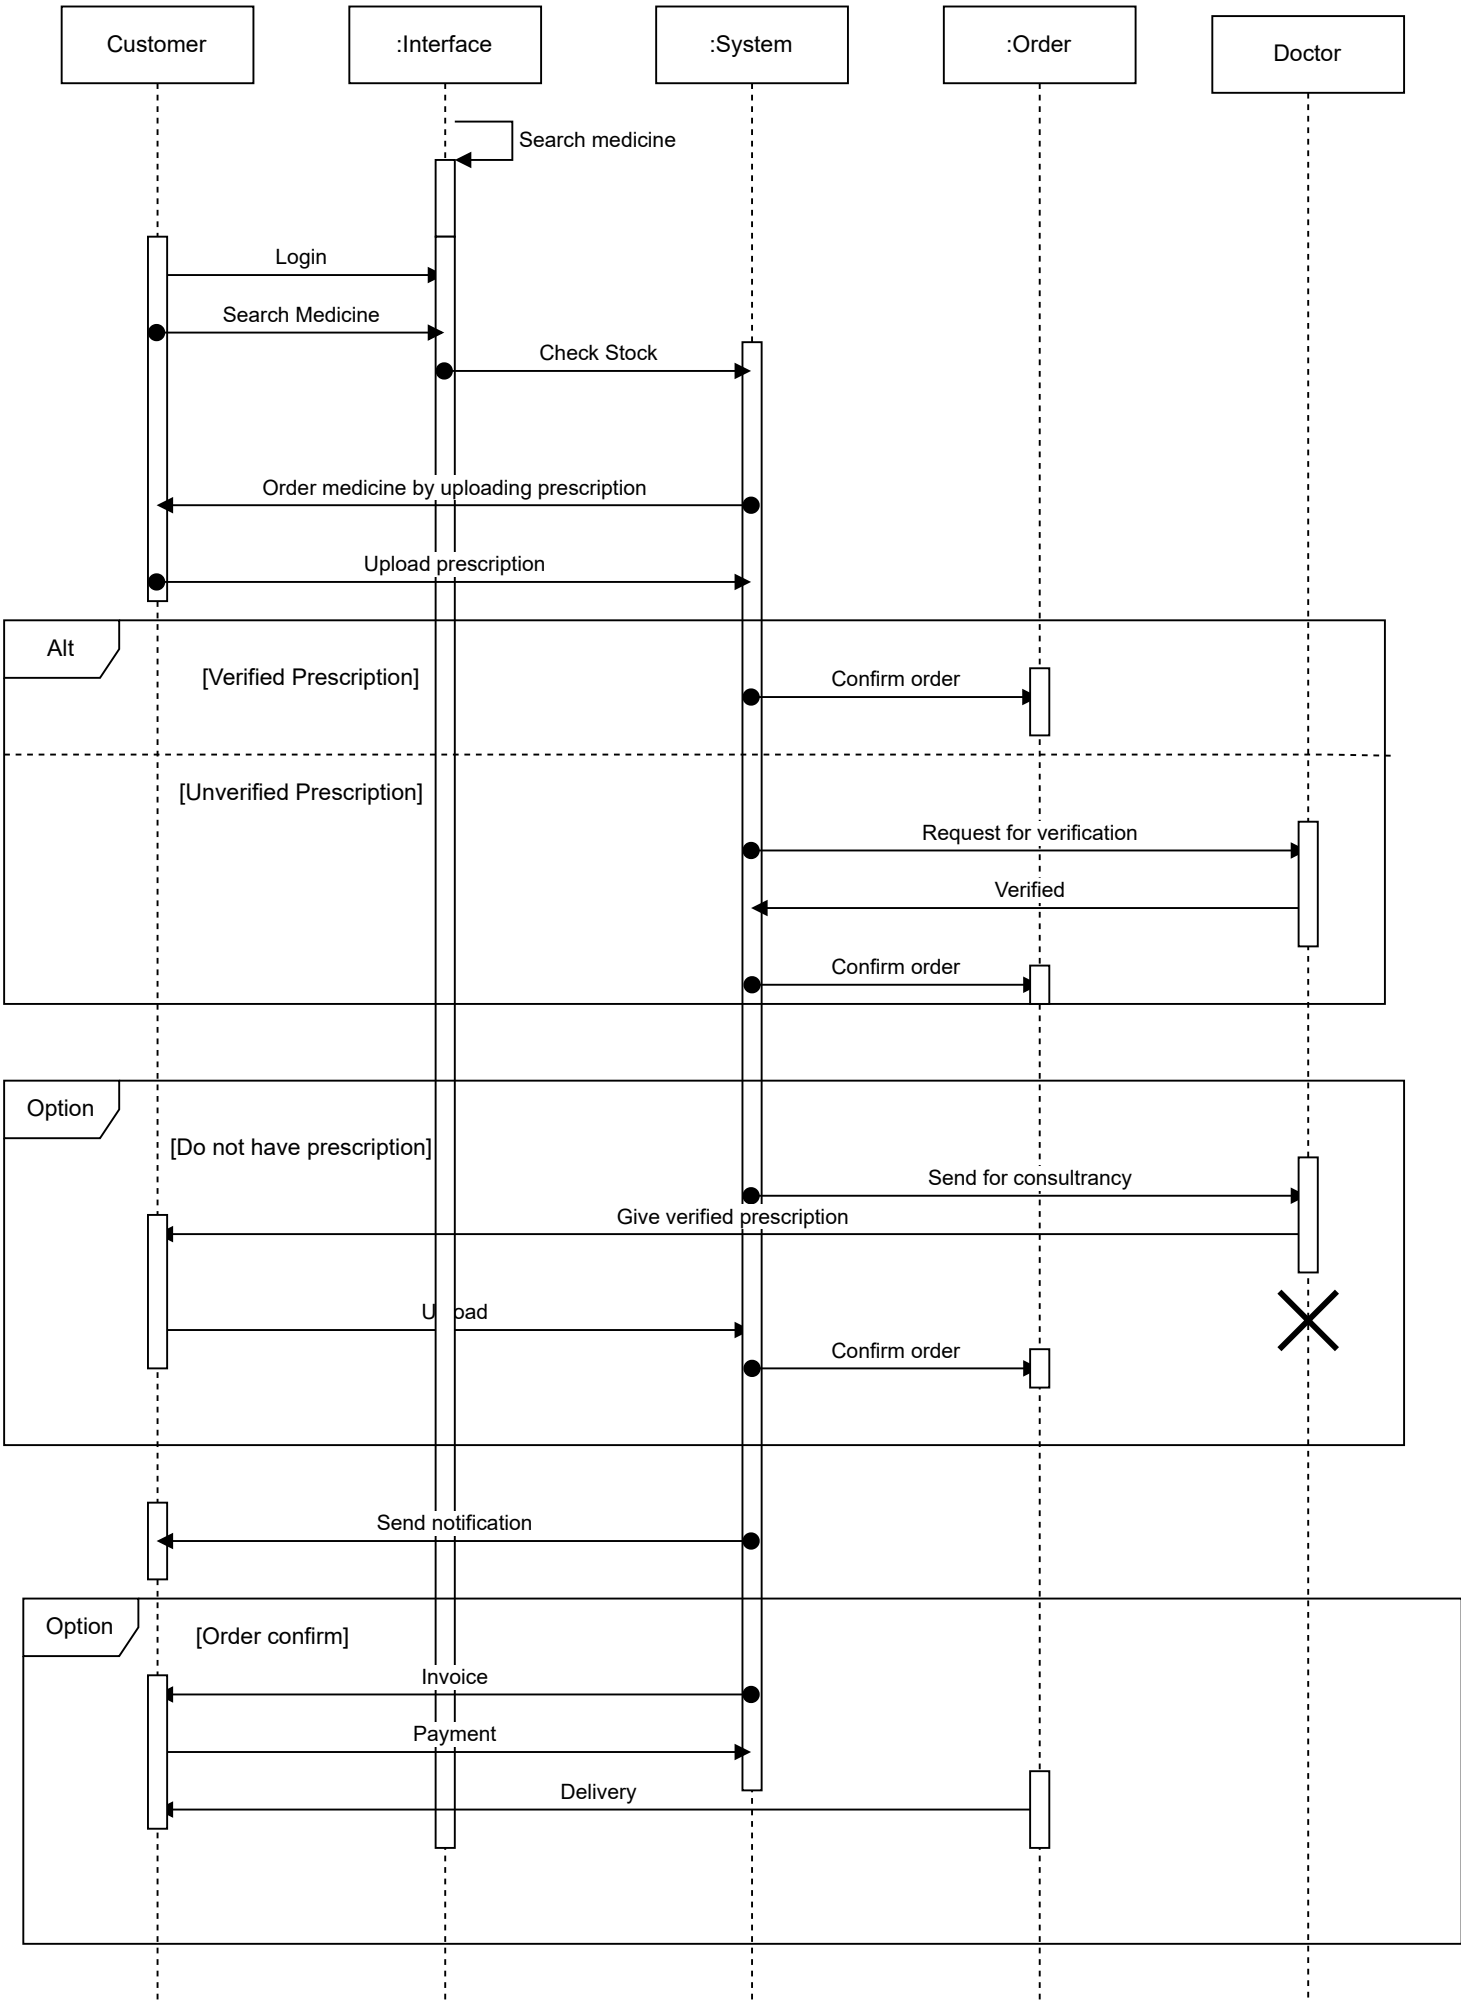 Customer
:Interface
:System
:Order
Doctor
Search medicine
Login
Search Medicine
Check Stock
Order medicine by uploading prescription
Upload prescription
Alt
[Verified Prescription]
Confirm order
[Unverified Prescription]
Request for verification
Verified
Confirm order
Option
[Do not have prescription]
Send for consultrancy
Give verified prescription
Confirm order
Send notification
Option
[Order confirm]
Invoice
Payment
Delivery